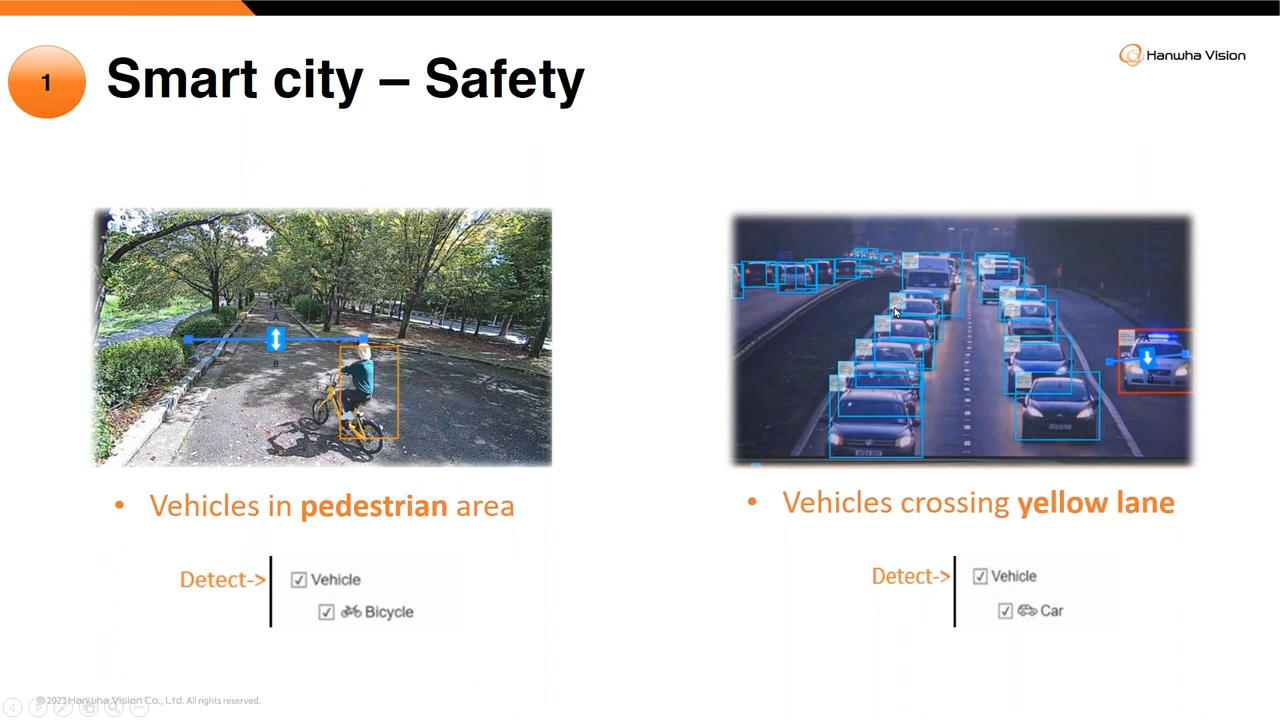 1
Smart city – Safety
Hanwha Vision
• Vehicles in pedestrian area
• Vehicles crossing yellow lane
Detect->
Vehicle
Bicycle
Detect->
Vehicle
Car
© 2023 Hanwha Vision Co., Ltd. All rights reserved.